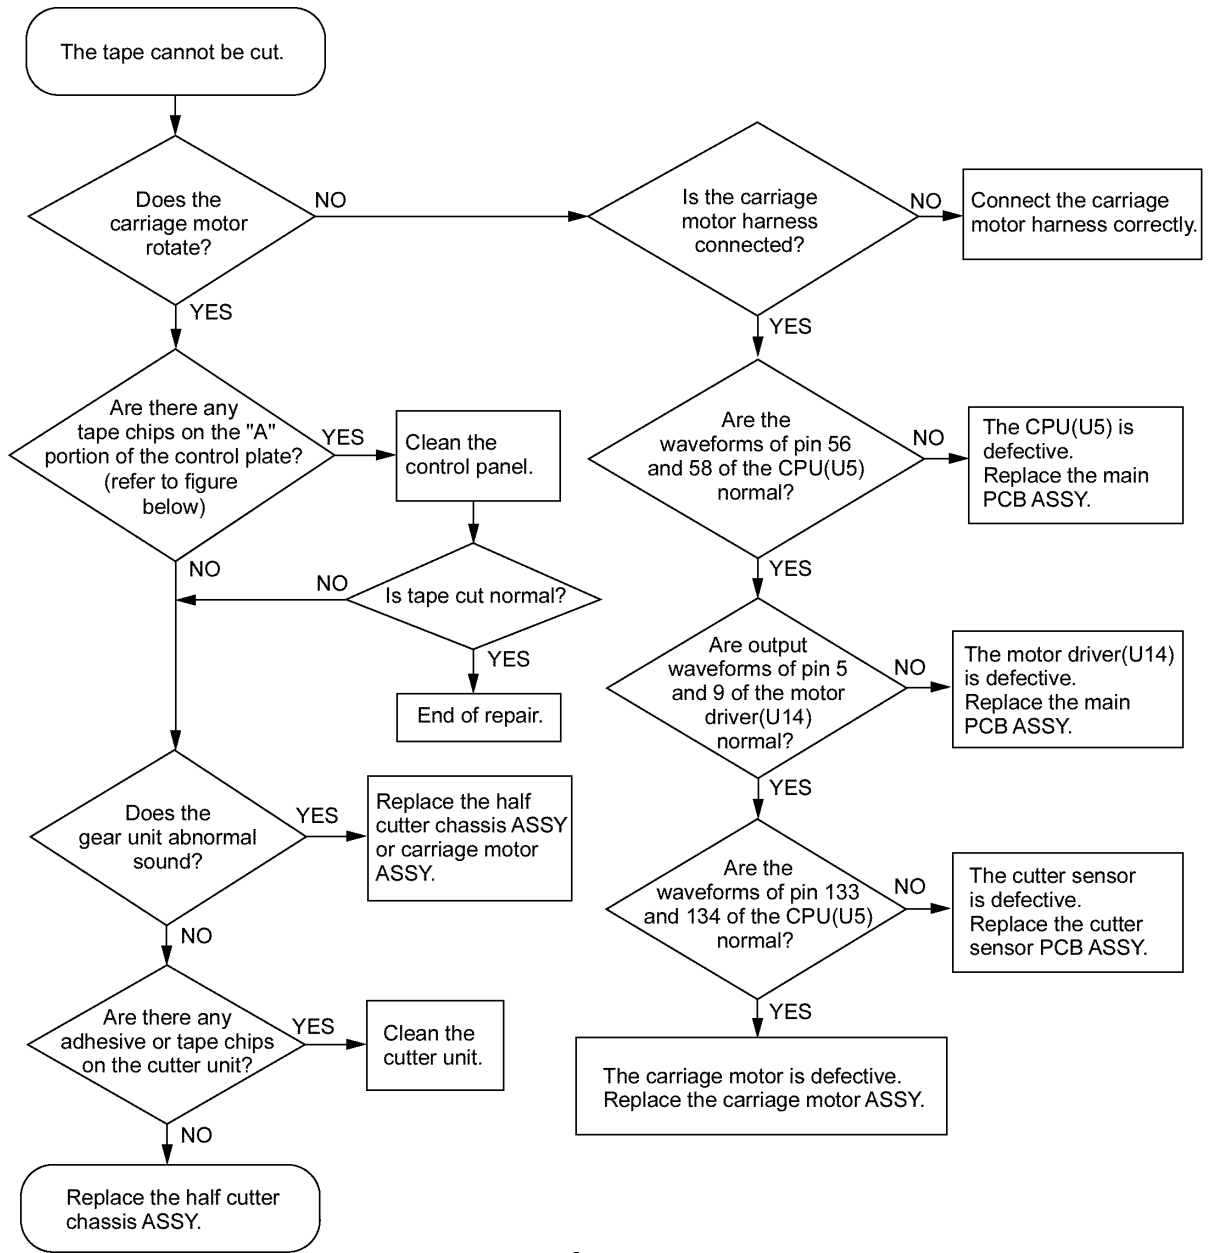 The tape cannot be cut.
Does the
carriage motor
rotate?
NO
YES
Is the carriage
motor harness
connected?
NO
YES
Connect the carriage
motor harness correctly.
Are there any
tape chips on the "A"
portion of the control plate?
(refer to figure
below)
YES
NO
Clean the
control panel.
Is tape cut normal?
NO
YES
End of repair.
Are the
waveforms of pin 56
and 58 of the CPU(U5)
normal?
NO
YES
The CPU(U5) is
defective.
Replace the main
PCB ASSY.
Are output
waveforms of pin 5
and 9 of the motor
driver(U14)
normal?
NO
YES
The motor driver(U14)
is defective.
Replace the main
PCB ASSY.
Does the
gear unit abnormal
sound?
YES
NO
Replace the half
cutter chassis ASSY
or carriage motor
ASSY.
Are the
waveforms of pin 133
and 134 of the CPU(U5)
normal?
NO
YES
The cutter sensor
is defective.
Replace the cutter
sensor PCB ASSY.
Are there any
adhesive or tape chips
on the cutter unit?
YES
NO
Clean the
cutter unit.
The carriage motor is defective.
Replace the carriage motor ASSY.
Replace the half cutter
chassis ASSY.